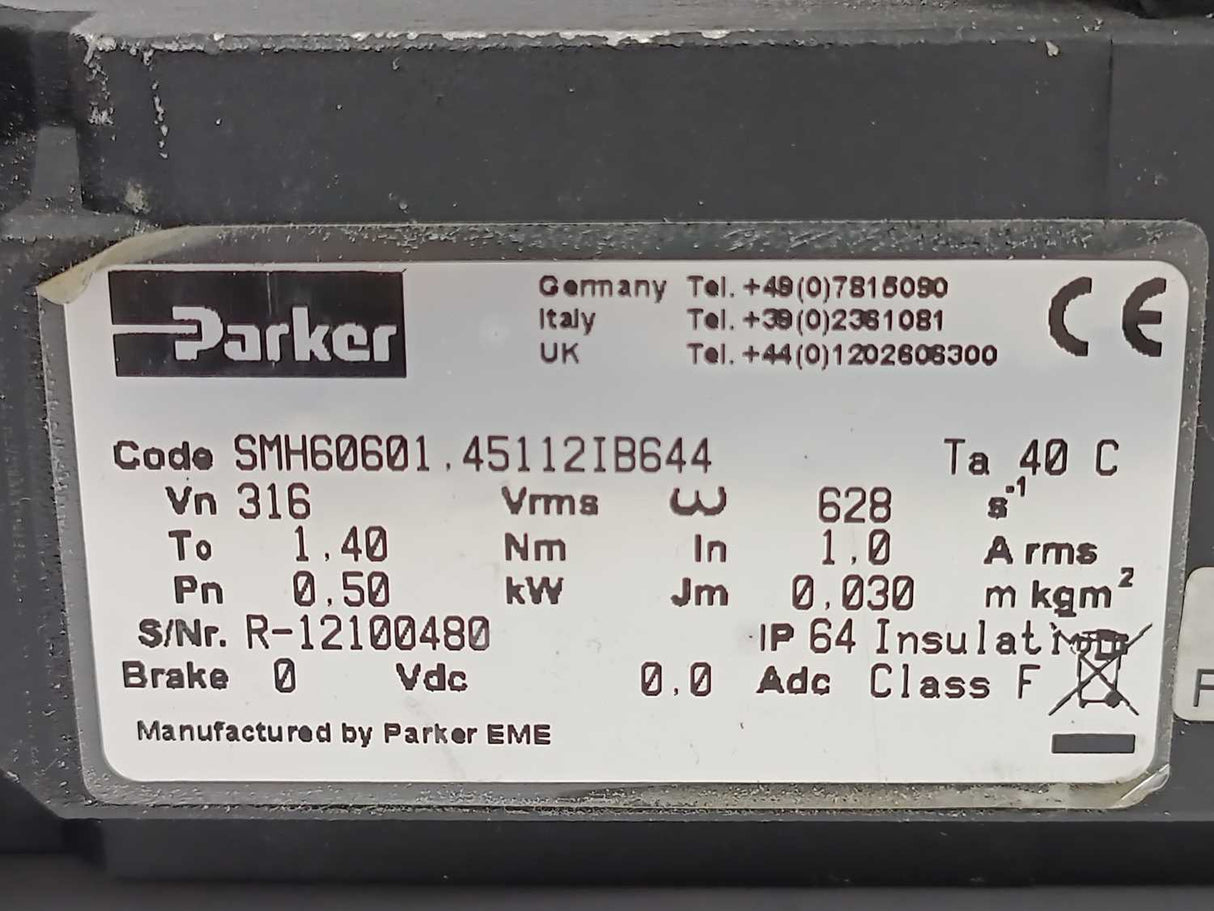 Parker
Germany Tel. +49(0)7815090
Italy Tel. +39(0)2361081
UK Tel. +44(0)1202606300
CE
Code SMH60601.45112IB644 Ta 40 C
Vn 316 Vrms ω 628 s⁻¹
To 1.40 Nm In 1.0 A rms
Pn 0.50 kW Jm 0.030 m kgm²
S/Nr. R-12100480 IP 64 Insulation
Brake 0 Vdc 0.0 Adc Class F
Manufactured by Parker EME